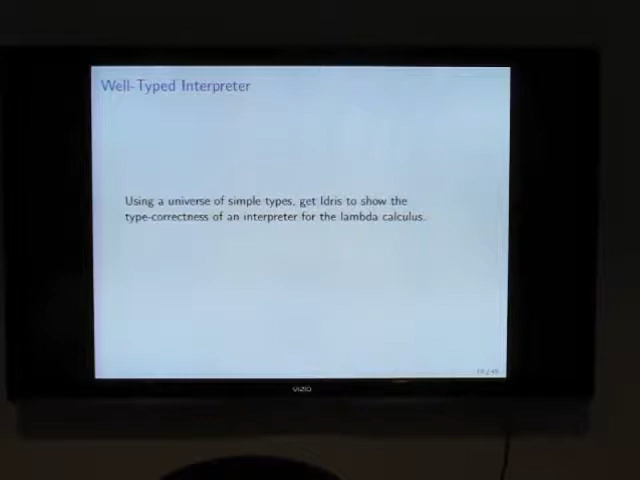 Well-Typed Interpreter
Using a universe of simple types, get Idris to show the
type-correctness of an interpreter for the lambda calculus.
VIZIO